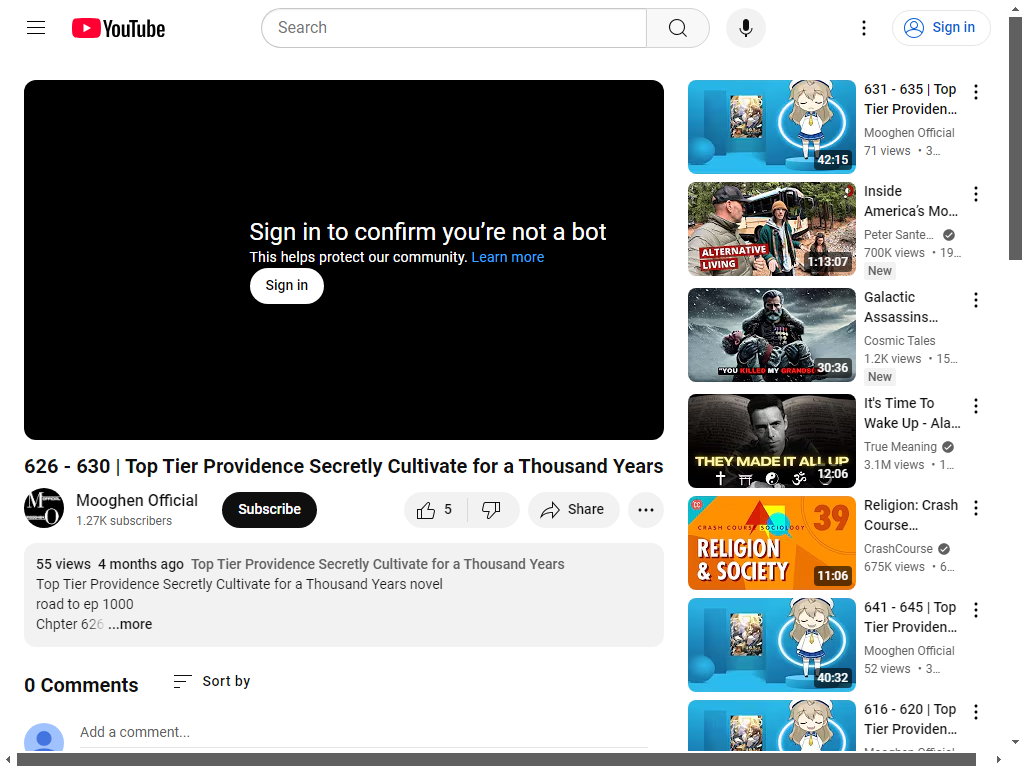 YouTube
Search
Sign in
Sign in to confirm you're not a bot
This helps protect our community. Learn more
Sign in
626 - 630 | Top Tier Providence Secretly Cultivate for a Thousand Years
Mooghen Official
1.27K subscribers
Subscribe
5
Share
55 views 4 months ago Top Tier Providence Secretly Cultivate for a Thousand Years
Top Tier Providence Secretly Cultivate for a Thousand Years novel
road to ep 1000
Chpter 626 ...more
0 Comments
Sort by
Add a comment...
42:15
631 - 635 | Top
Tier Providen...
Mooghen Official
71 views • 3...
ALTERNATIVE
LIVING
1:13:07
Inside
America's Mo...
Peter Sante...
700K views • 19...
New
"YOU KILLED MY GRANDSO
30:36
Galactic
Assassins...
Cosmic Tales
1.2K views • 15...
New
THEY MADE IT ALL UP
12:06
It's Time To
Wake Up - Ala...
True Meaning
3.1M views • 1...
CC
CRASH COURSE SOCIOLOGY
39
RELIGION
& SOCIETY
11:06
Religion: Crash
Course...
CrashCourse
675K views • 6...
40:32
641 - 645 | Top
Tier Providen...
Mooghen Official
52 views • 3...
616 - 620 | Top
Tier Providen...
Mooghen Official